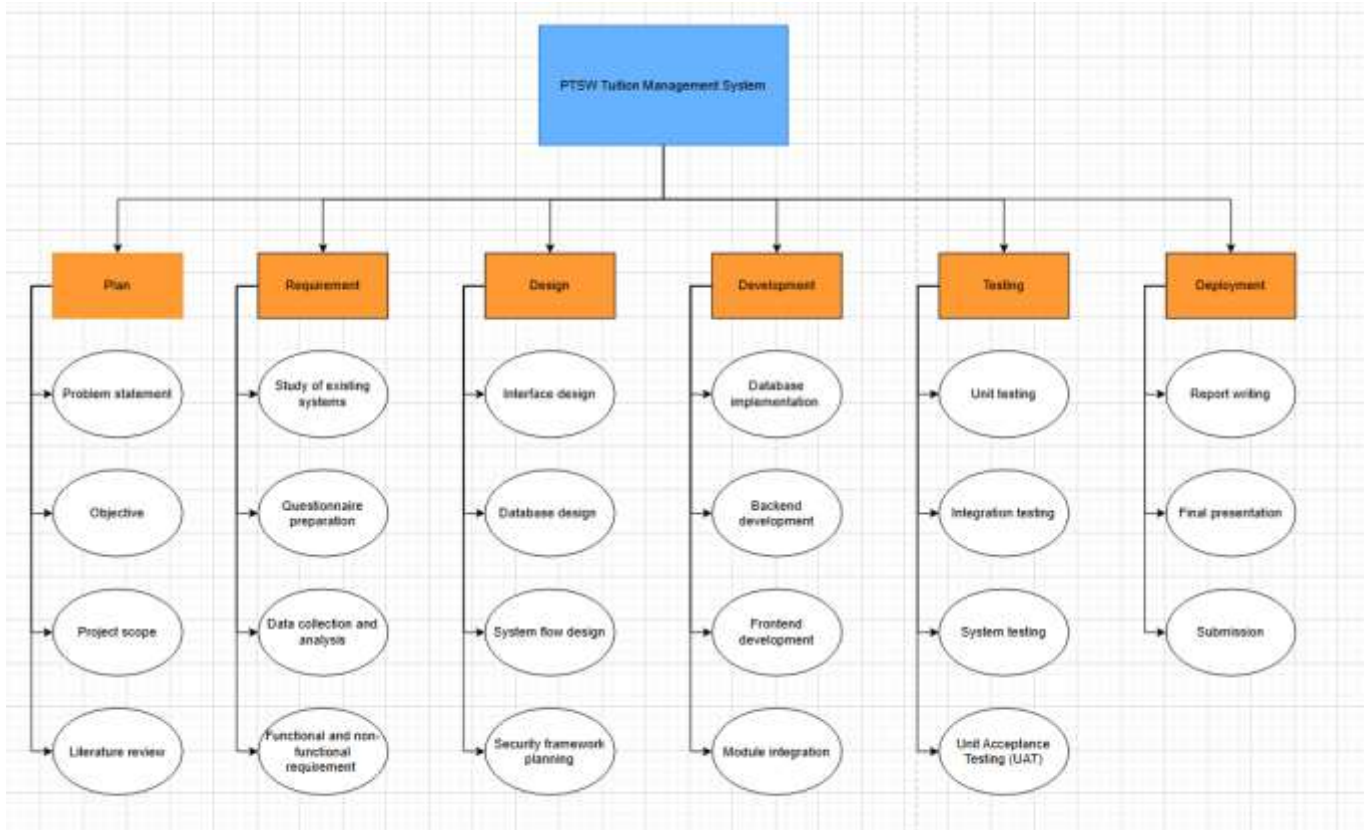 PTSW Tuition Management System
Plan
Requirement
Design
Development
Testing
Deployment
Problem statement
Study of existing
systems
Interface design
Database
implementation
Unit testing
Report writing
Objective
Questionnaire
preparation
Database design
Backend
development
Integration testing
Final presentation
Project scope
Data collection and
analysis
System flow design
Frontend
development
System testing
Submission
Literature review
Functional and non-
functional
requirement
Security framework
planning
Module integration
Unit Acceptance
Testing (UAT)